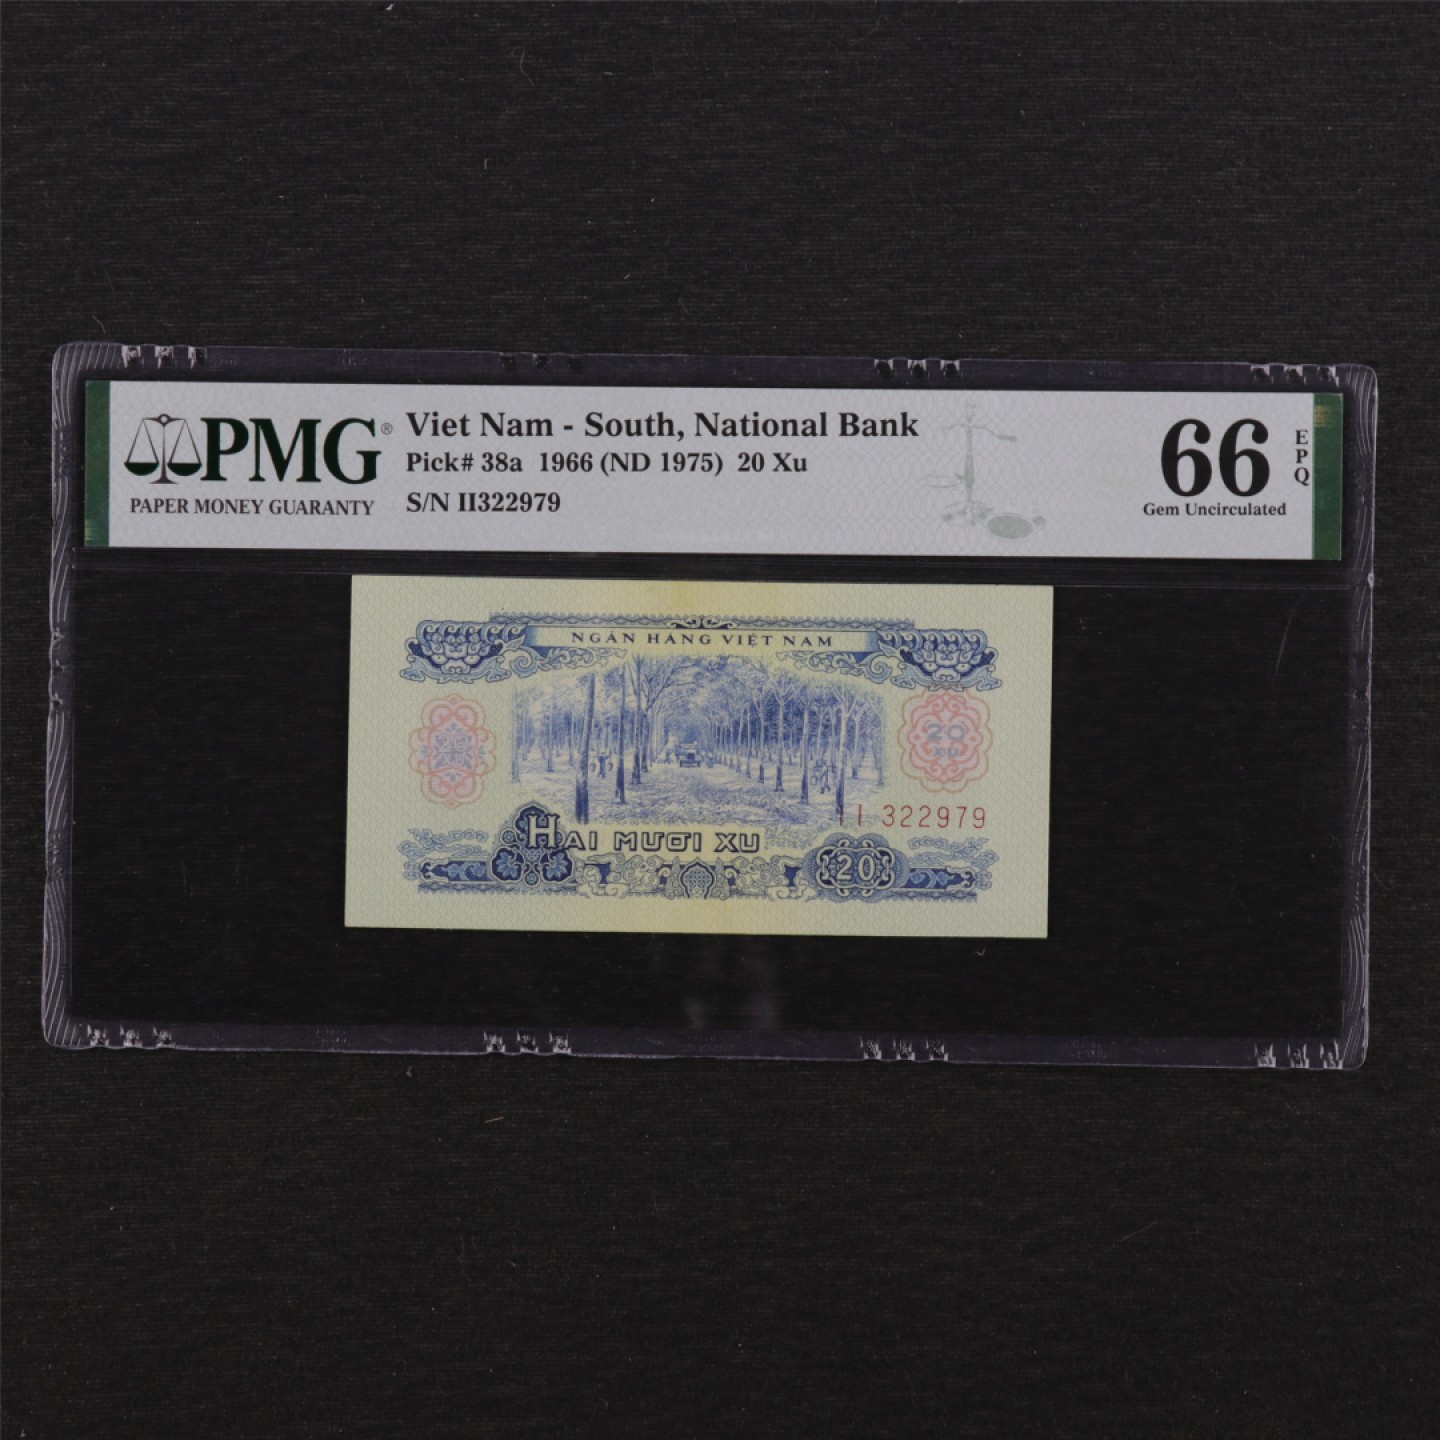 PMG®
PAPER MONEY GUARANTY
Viet Nam - South, National Bank
Pick# 38a 1966 (ND 1975) 20 Xu
S/N II322979
66
EPQ
Gem Uncirculated
NGÂN HÀNG VIỆT NAM
20
XU
II 322979
HAI MƯƠI XU
20